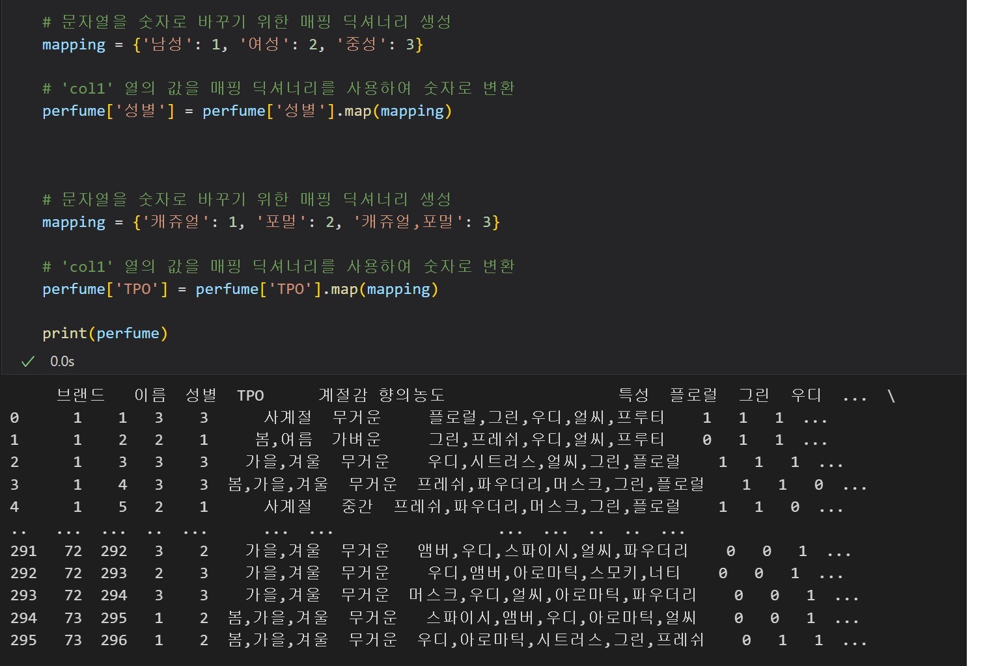 # 문자열을 숫자로 바꾸기 위한 매핑 딕셔너리 생성
mapping = {'남성': 1, '여성': 2, '중성': 3}
# 'col1' 열의 값을 매핑 딕셔너리를 사용하여 숫자로 변환
perfume['성별'] = perfume['성별'].map(mapping)
# 문자열을 숫자로 바꾸기 위한 매핑 딕셔너리 생성
mapping = {'캐쥬얼': 1, '포멀': 2, '캐쥬얼,포멀': 3}
# 'col1' 열의 값을 매핑 딕셔너리를 사용하여 숫자로 변환
perfume['TPO'] = perfume['TPO'].map(mapping)
print(perfume)
0.0s
브랜드 이름 성별 TPO 계절감 향의농도 특성 플로럴 그린 우디 ... \
0 1 1 3 3 사계절 무거운 플로럴,그린,우디,얼씨,프루티 1 1 1 ...
1 1 2 2 1 봄,여름 가벼운 그린,프레쉬,우디,얼씨,프루티 0 1 1 ...
2 1 3 3 3 가을,겨울 무거운 우디,시트러스,얼씨,그린,플로럴 1 1 1 ...
3 1 4 3 3 봄,가을,겨울 무거운 프레쉬,파우더리,머스크,그린,플로럴 1 1 0 ...
4 1 5 2 1 사계절 중간 프레쉬,파우더리,머스크,그린,플로럴 1 1 0 ...
.. ... ... .. ... ... ... ... ... .. .. ...
291 72 292 3 2 가을,겨울 무거운 앰버,우디,스파이시,얼씨,파우더리 0 0 1 ...
292 72 293 2 3 가을,겨울 무거운 우디,앰버,아로마틱,스모키,너티 0 0 1 ...
293 72 294 3 3 가을,겨울 무거운 머스크,우디,얼씨,아로마틱,파우더리 0 0 1 ...
294 73 295 1 2 봄,가을,겨울 무거운 스파이시,앰버,우디,아로마틱,얼씨 0 0 1 ...
295 73 296 1 2 봄,가을,겨울 무거운 우디,아로마틱,시트러스,그린,프레쉬 0 1 1 ...